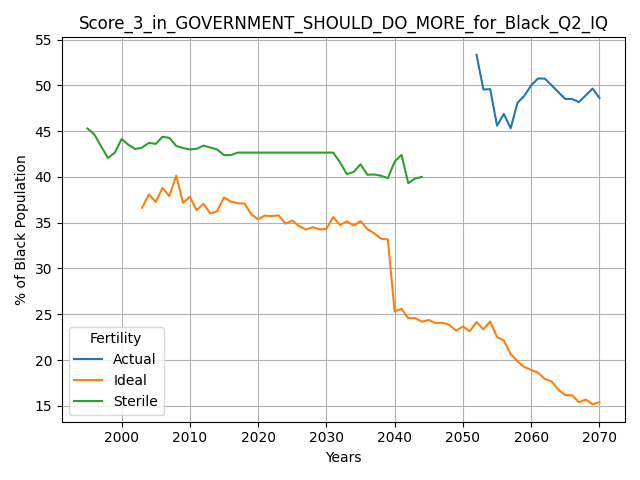 Score_3_in_GOVERNMENT_SHOULD_DO_MORE_for_Black_Q2_IQ
55
50
45
40
35
30
25
20
15
% of Black Population
Fertility
Actual
Ideal
Sterile
2000 2010 2020 2030 2040 2050 2060 2070
Years